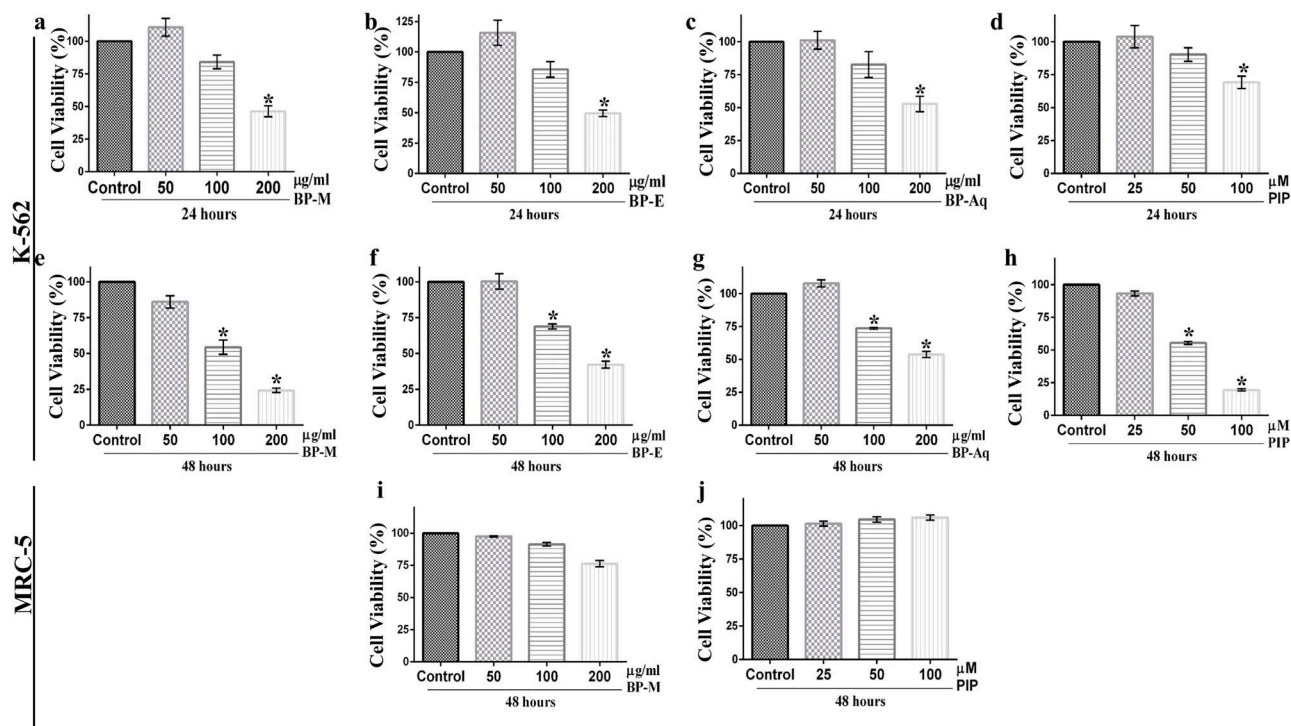 K-562
a
Cell Viability (%)
125
100
75
50
25
0
Control 50 100 200 μg/ml
BP-M
24 hours
b
Cell Viability (%)
125
100
75
50
25
0
Control 50 100 200 μg/ml
BP-E
24 hours
c
Cell Viability (%)
100
75
50
25
0
Control 50 100 200 μg/ml
BP-Aq
24 hours
d
Cell Viability (%)
100
75
50
25
0
Control 25 50 100 μM
PIP
24 hours
e
Cell Viability (%)
100
75
50
25
0
Control 50 100 200 μg/ml
BP-M
48 hours
f
Cell Viability (%)
100
75
50
25
0
Control 50 100 200 μg/ml
BP-E
48 hours
g
Cell Viability (%)
100
75
50
25
0
Control 50 100 200 μg/ml
BP-Aq
48 hours
h
Cell Viability (%)
100
75
50
25
0
Control 25 50 100 μM
PIP
48 hours
MRC-5
i
Cell Viability (%)
100
75
50
25
0
Control 50 100 200 μg/ml
BP-M
48 hours
j
Cell Viability (%)
100
75
50
25
0
Control 25 50 100 μM
PIP
48 hours